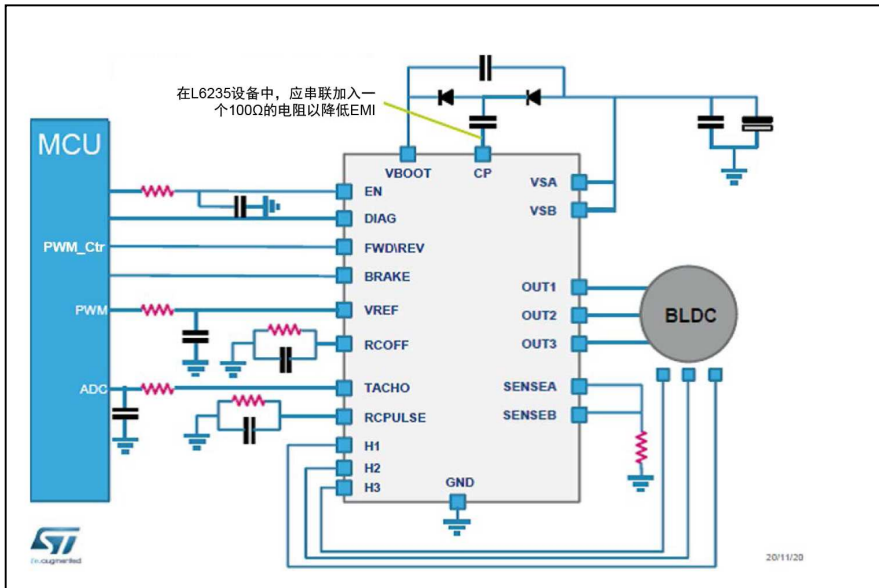 在L6235设备中，应串联加入一
个100Ω的电阻以降低EMI
MCU
VBOOT
CP
EN
DIAG
PWM_Ctr
FWD\REV
BRAKE
PWM
VREF
RCOFF
ADC
TACHO
RCPULSE
H1
H2
H3
VSA
VSB
OUT1
OUT2
OUT3
SENSEA
SENSEB
GND
BLDC
ST
life.augmented
20/11/20